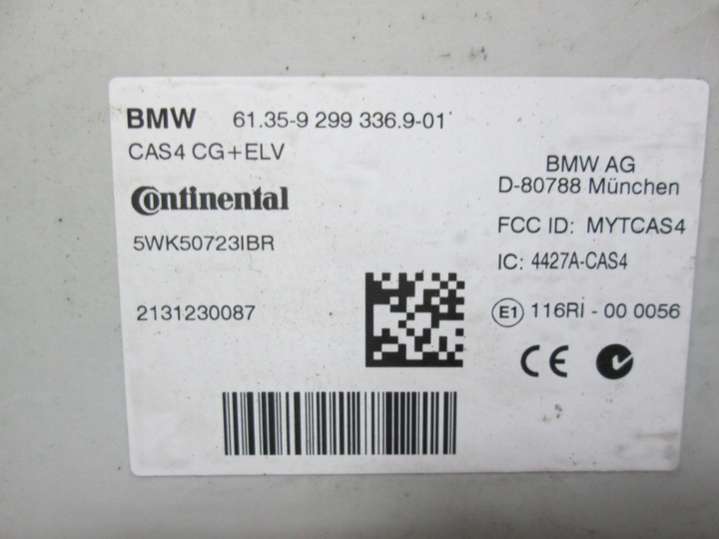 BMW 61.35-9 299 336.9-01
CAS4 CG+ELV
Continental
5WK50723IBR
2131230087
BMW AG
D-80788 München
FCC ID: MYTCAS4
IC: 4427A-CAS4
E1 116RI - 00 0056
CE